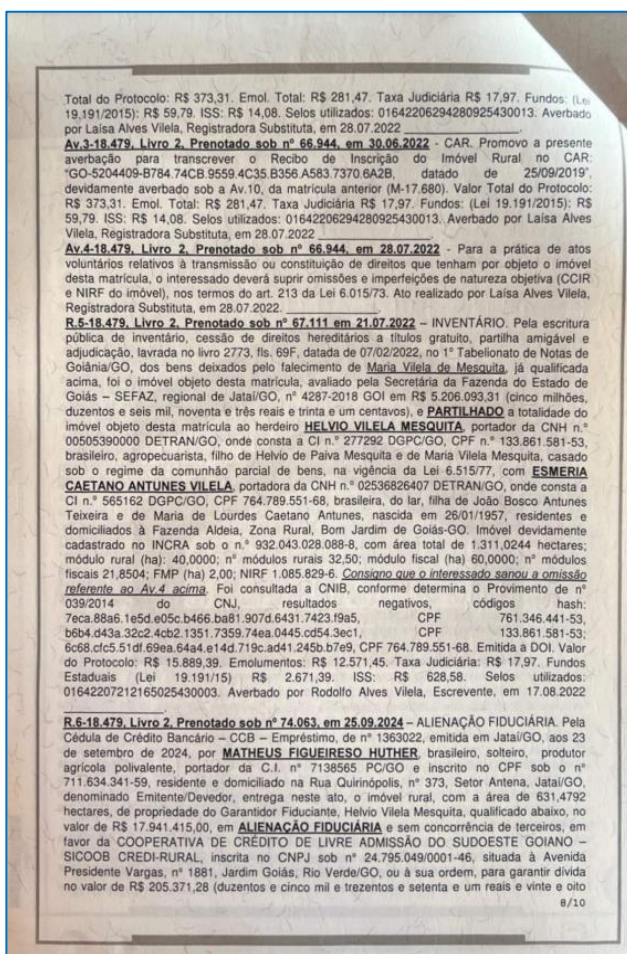 Total do Protocolo: R$ 373,31. Emol. Total: R$ 281,47. Taxa Judiciária R$ 17,97. Fundos: (Lei
19.191/2015): R$ 59,79. ISS: R$ 14,08. Selos utilizados: 01642206294280925430013. Averbado
por Laísa Alves Vilela, Registradora Substituta, em 28.07.2022 ____________________.
Av.3-18.479, Livro 2, Prenotado sob nº 66.944, em 30.06.2022 - CAR. Promovo a presente
averbação para transcrever o Recibo de Inscrição do Imóvel Rural no CAR:
"GO-5204409-B784.74CB.9559.4C35.B356.A583.7370.6A2B, datado de 25/09/2019",
devidamente averbado sob a Av.10, da matrícula anterior (M-17.680). Valor Total do Protocolo:
R$ 373,31. Emol. Total: R$ 281,47. Taxa Judiciária R$ 17,97. Fundos: (Lei 19.191/2015): R$
59,79. ISS: R$ 14,08. Selos utilizados: 01642206294280925430013. Averbado por Laísa Alves
Vilela, Registradora Substituta, em 28.07.2022 ____________________.
Av.4-18.479, Livro 2, Prenotado sob nº 66.944, em 28.07.2022 - Para a prática de atos
voluntários relativos à transmissão ou constituição de direitos que tenham por objeto o imóvel
desta matrícula, o interessado deverá suprir omissões e imperfeições de natureza objetiva (CCIR
e NIRF do imóvel), nos termos do art. 213 da Lei 6.015/73. Ato realizado por Laísa Alves Vilela,
Registradora Substituta, em 28.07.2022. ____________________.
R.5-18.479, Livro 2, Prenotado sob nº 67.111 em 21.07.2022 – INVENTÁRIO. Pela escritura
pública de inventário, cessão de direitos hereditários a títulos gratuito, partilha amigável e
adjudicação, lavrada no livro 2773, fls. 69F, datada de 07/02/2022, no 1º Tabelionato de Notas de
Goiânia/GO, dos bens deixados pelo falecimento de Maria Vilela de Mesquita, já qualificada
acima, foi o imóvel objeto desta matrícula, avaliado pela Secretária da Fazenda do Estado de
Goiás – SEFAZ, regional de Jataí/GO, nº 4287-2018 GOI em R$ 5.206.093,31 (cinco milhões,
duzentos e seis mil, noventa e três reais e trinta e um centavos), e PARTILHADO a totalidade do
imóvel objeto desta matrícula ao herdeiro HELVIO VILELA MESQUITA, portador da CNH n.º
00505390000 DETRAN/GO, onde consta a CI n.º 277292 DGPC/GO, CPF n.º 133.861.581-53,
brasileiro, agropecuarista, filho de Helvio de Paiva Mesquita e de Maria Vilela Mesquita, casado
sob o regime da comunhão parcial de bens, na vigência da Lei 6.515/77, com ESMERIA
CAETANO ANTUNES VILELA, portadora da CNH n.º 02536826407 DETRAN/GO, onde consta a
CI n.º 565162 DGPC/GO, CPF 764.789.551-68, brasileira, do lar, filha de João Bosco Antunes
Teixeira e de Maria de Lourdes Caetano Antunes, nascida em 26/01/1957, residentes e
domiciliados à Fazenda Aldeia, Zona Rural, Bom Jardim de Goiás-GO. Imóvel devidamente
cadastrado no INCRA sob o n.º 932.043.028.088-8, com área total de 1.311,0244 hectares;
módulo rural (ha): 40,0000; nº módulos rurais 32,50; módulo fiscal (ha) 60,0000; nº módulos
fiscais 21,8504; FMP (ha) 2,00; NIRF 1.085.829-6. Consigno que o interessado sanou a omissão
referente ao Av.4 acima. Foi consultada a CNIB, conforme determina o Provimento de nº
039/2014 do CNJ, resultados negativos, códigos hash:
7eca.88a6.1e5d.e05c.b466.ba81.907d.6431.7423.f9a5, CPF 761.346.441-53,
b6b4.d43a.32c2.4cb2.1351.7359.74ea.0445.cd54.3ec1, CPF 133.861.581-53;
6c68.cfc5.51df.69ea.64a4.e14d.719c.ad41.245b.b7e9, CPF 764.789.551-68. Emitida a DOI. Valor
do Protocolo: R$ 15.889,39. Emolumentos: R$ 12.571,45. Taxa Judiciária: R$ 17,97. Fundos
Estaduais (Lei 19.191/15) R$ 2.671,39. ISS: R$ 628,58. Selos utilizados:
01642207212165025430003. Averbado por Rodolfo Alves Vilela, Escrevente, em 17.08.2022
____________________.
R.6-18.479, Livro 2, Prenotado sob nº 74.063, em 25.09.2024 – ALIENAÇÃO FIDUCIÁRIA. Pela
Cédula de Crédito Bancário – CCB – Empréstimo, de nº 1363022, emitida em Jataí/GO, aos 23
de setembro de 2024, por MATHEUS FIGUEIRESO HUTHER, brasileiro, solteiro, produtor
agrícola polivalente, portador da C.I. nº 7138565 PC/GO e inscrito no CPF sob o nº
711.634.341-59, residente e domiciliado na Rua Quirinópolis, nº 373, Setor Antena, Jataí/GO,
denominado Emitente/Devedor, entrega neste ato, o imóvel rural, com a área de 631,4792
hectares, de propriedade do Garantidor Fiduciante, Helvio Vilela Mesquita, qualificado abaixo, no
valor de R$ 17.941.415,00, em ALIENAÇÃO FIDUCIÁRIA e sem concorrência de terceiros, em
favor da COOPERATIVA DE CRÉDITO DE LIVRE ADMISSÃO DO SUDOESTE GOIANO –
SICOOB CREDI-RURAL, inscrita no CNPJ sob nº 24.795.049/0001-46, situada à Avenida
Presidente Vargas, nº 1881, Jardim Goiás, Rio Verde/GO, ou à sua ordem, para garantir dívida
no valor de R$ 205.371,28 (duzentos e cinco mil e trezentos e setenta e um reais e vinte e oito
8/10